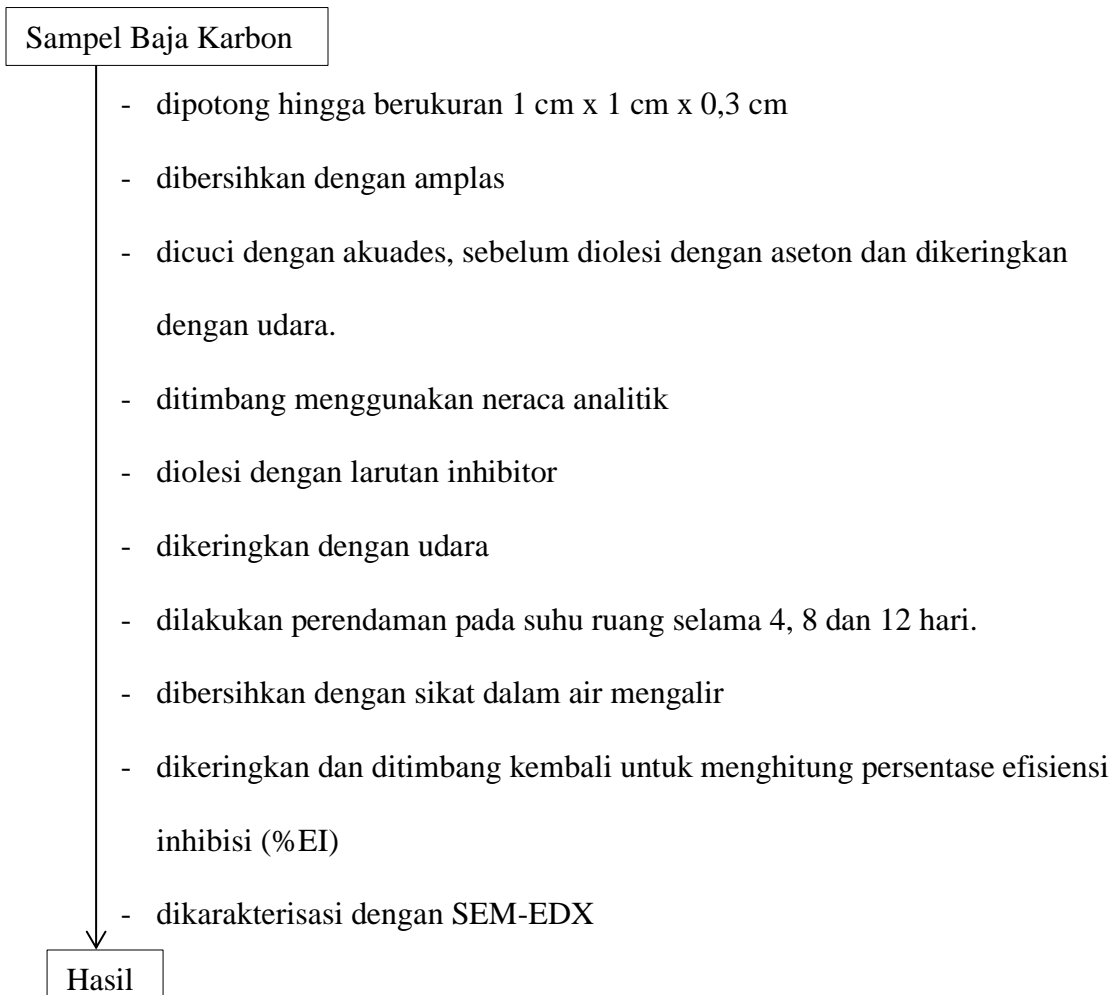 Sampel Baja Karbon
- dipotong hingga berukuran 1 cm x 1 cm x 0,3 cm
- dibersihkan dengan amplas
- dicuci dengan akuades, sebelum diolesi dengan aseton dan dikeringkan
dengan udara.
- ditimbang menggunakan neraca analitik
- diolesi dengan larutan inhibitor
- dikeringkan dengan udara
- dilakukan perendaman pada suhu ruang selama 4, 8 dan 12 hari.
- dibersihkan dengan sikat dalam air mengalir
- dikeringkan dan ditimbang kembali untuk menghitung persentase efisiensi
inhibisi (%EI)
- dikarakterisasi dengan SEM-EDX
Hasil